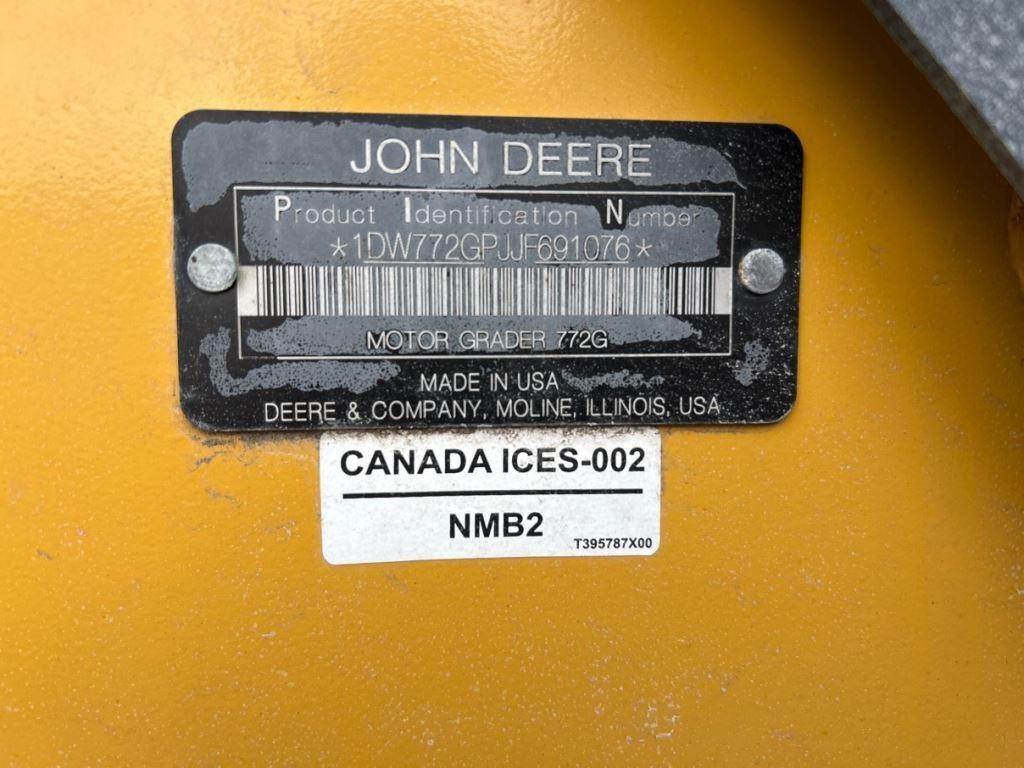 JOHN DEERE
Product Identification Number
*1DW772GPJJF691076*
MOTOR GRADER 772G
MADE IN USA
DEERE & COMPANY, MOLINE, ILLINOIS, USA
CANADA ICES-002
NMB2
T395787X00